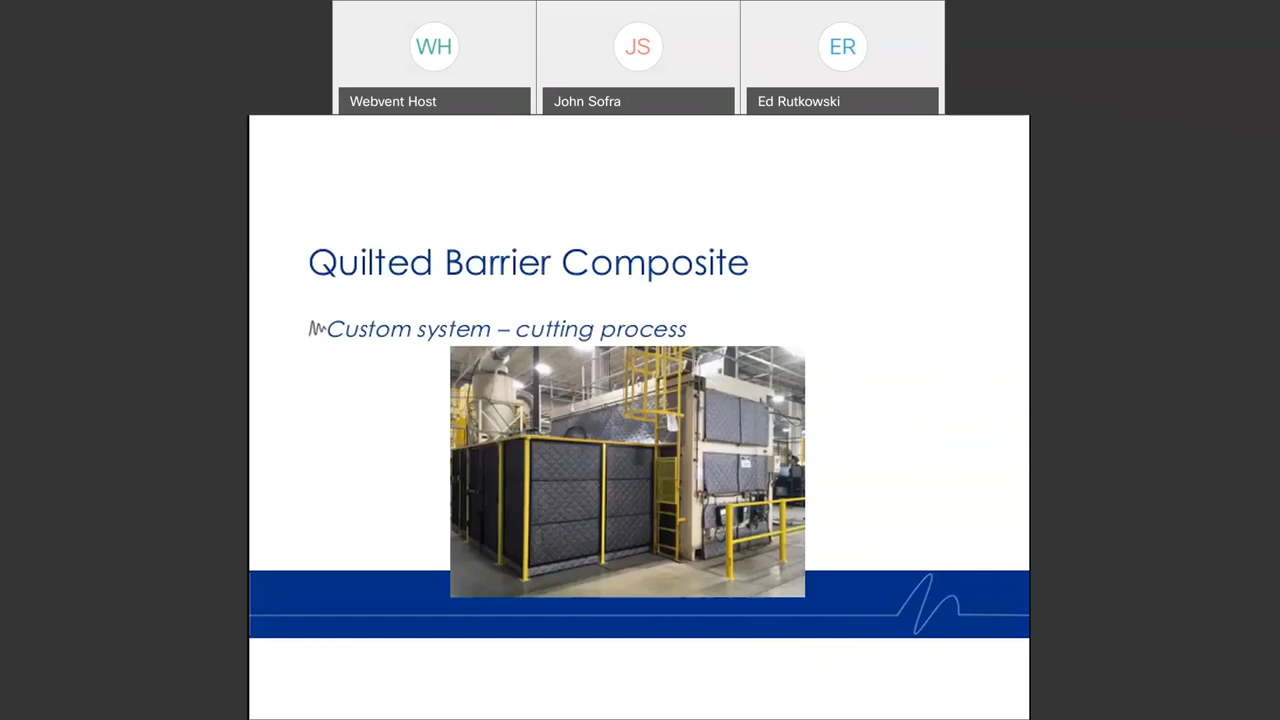 WH
JS
ER
Webvent Host
John Sofra
Ed Rutkowski
Quilted Barrier Composite
Custom system – cutting process